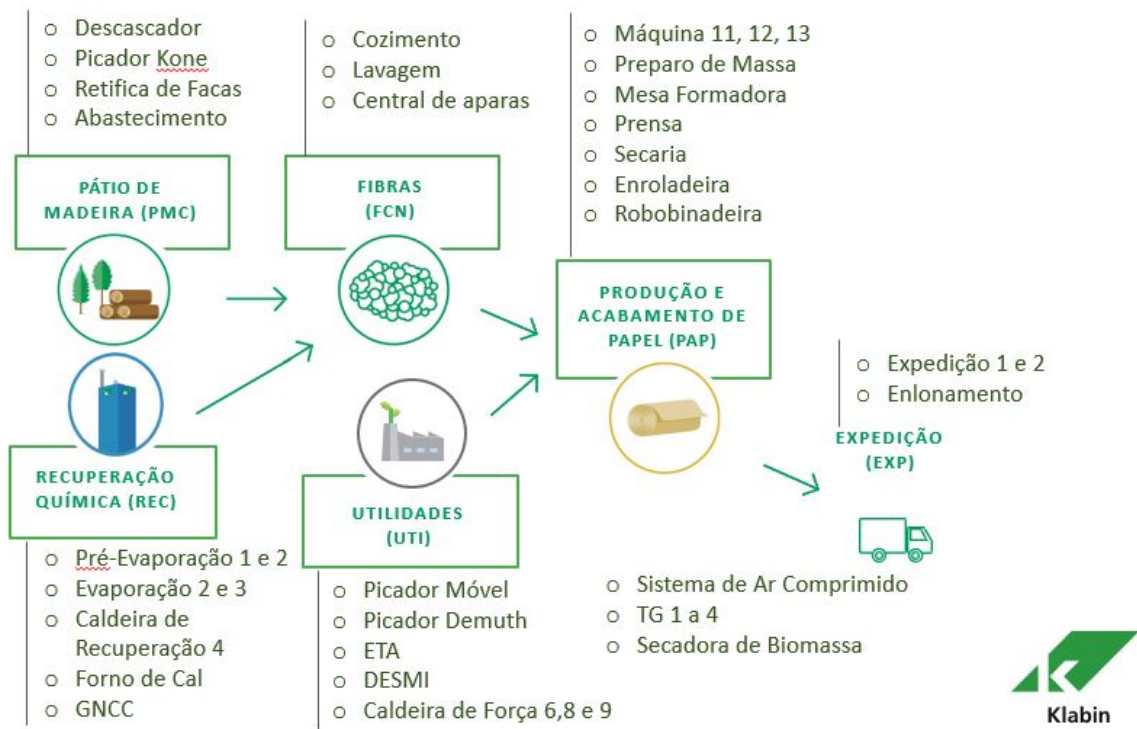 o Descascador
o Picador Kone
o Retifica de Facas
o Abastecimento
PÁTIO DE
MADEIRA (PMC)
o Cozimento
o Lavagem
o Central de aparas
FIBRAS
(FCN)
o Máquina 11, 12, 13
o Preparo de Massa
o Mesa Formadora
o Prensa
o Secaria
o Enroladeira
o Robobinadeira
PRODUÇÃO E
ACABAMENTO DE
PAPEL (PAP)
o Expedição 1 e 2
o Enlonamento
EXPEDIÇÃO
(EXP)
RECUPERAÇÃO
QUÍMICA (REC)
o Pré-Evaporação 1 e 2
o Evaporação 2 e 3
o Caldeira de
Recuperação 4
o Forno de Cal
o GNCC
UTILIDADES
(UTI)
o Picador Móvel
o Picador Demuth
o ETA
o DESMI
o Caldeira de Força 6,8 e 9
o Sistema de Ar Comprimido
o TG 1 a 4
o Secadora de Biomassa
Klabin